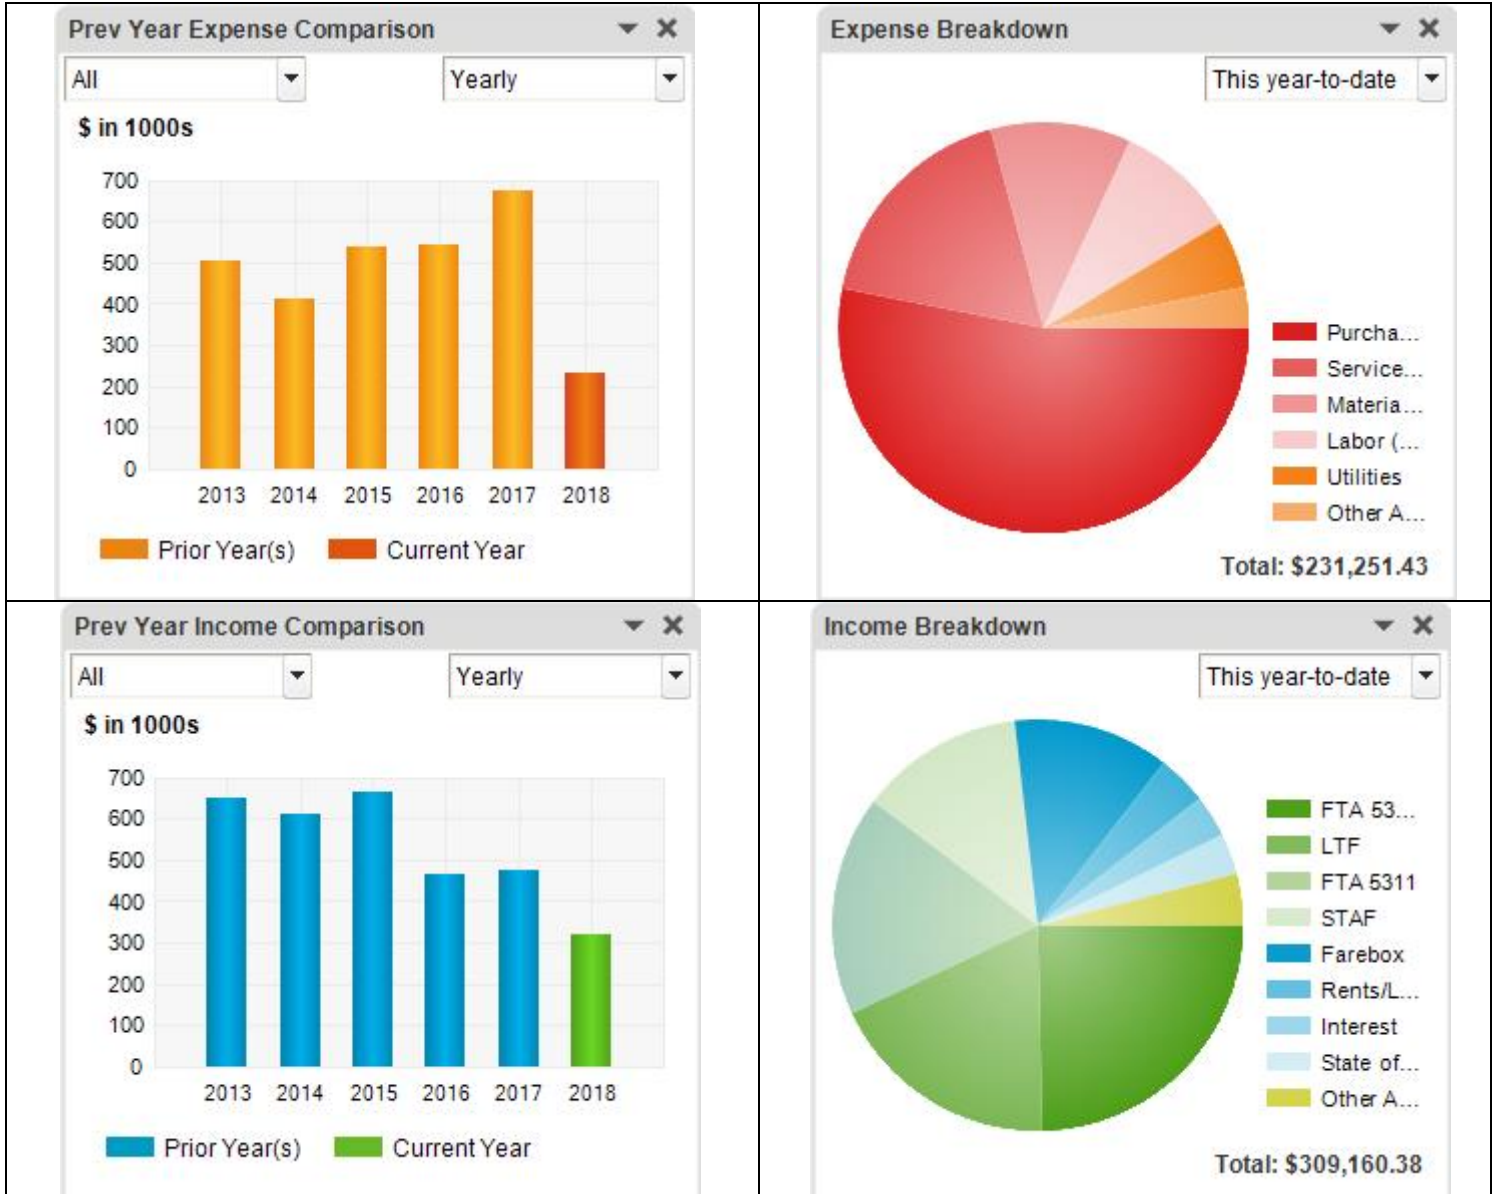 Prev Year Expense Comparison
All
Yearly
$ in 1000s
700
600
500
400
300
200
100
0
2013 2014 2015 2016 2017 2018
Prior Year(s) Current Year
Expense Breakdown
This year-to-date
Purcha...
Service...
Materia...
Labor (...
Utilities
Other A...
Total: $231,251.43
Prev Year Income Comparison
All
Yearly
$ in 1000s
700
600
500
400
300
200
100
0
2013 2014 2015 2016 2017 2018
Prior Year(s) Current Year
Income Breakdown
This year-to-date
FTA 53...
LTF
FTA 5311
STAF
Farebox
Rents/L...
Interest
State of...
Other A...
Total: $309,160.38